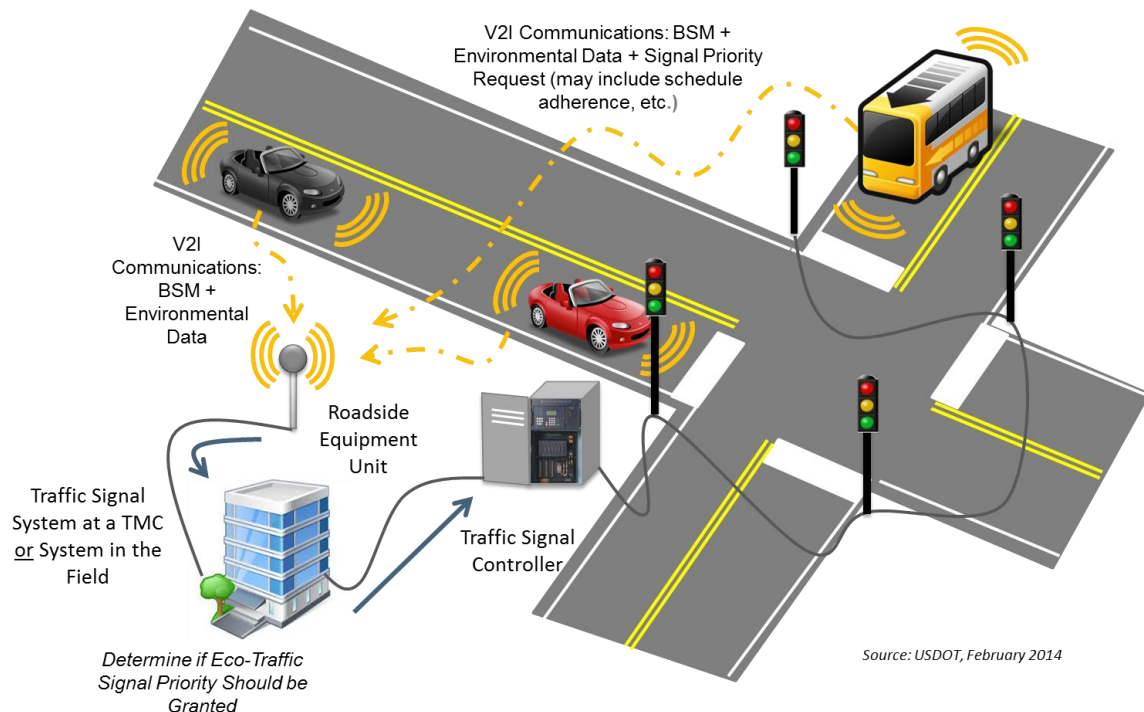 V2I Communications: BSM +
Environmental Data + Signal Priority
Request (may include schedule
adherence, etc.)
V2I
Communications:
BSM +
Environmental
Data
Roadside
Equipment
Unit
Traffic Signal
System at a TMC
or System in the
Field
Traffic Signal
Controller
Determine if Eco-Traffic
Signal Priority Should be
Granted
Source: USDOT, February 2014